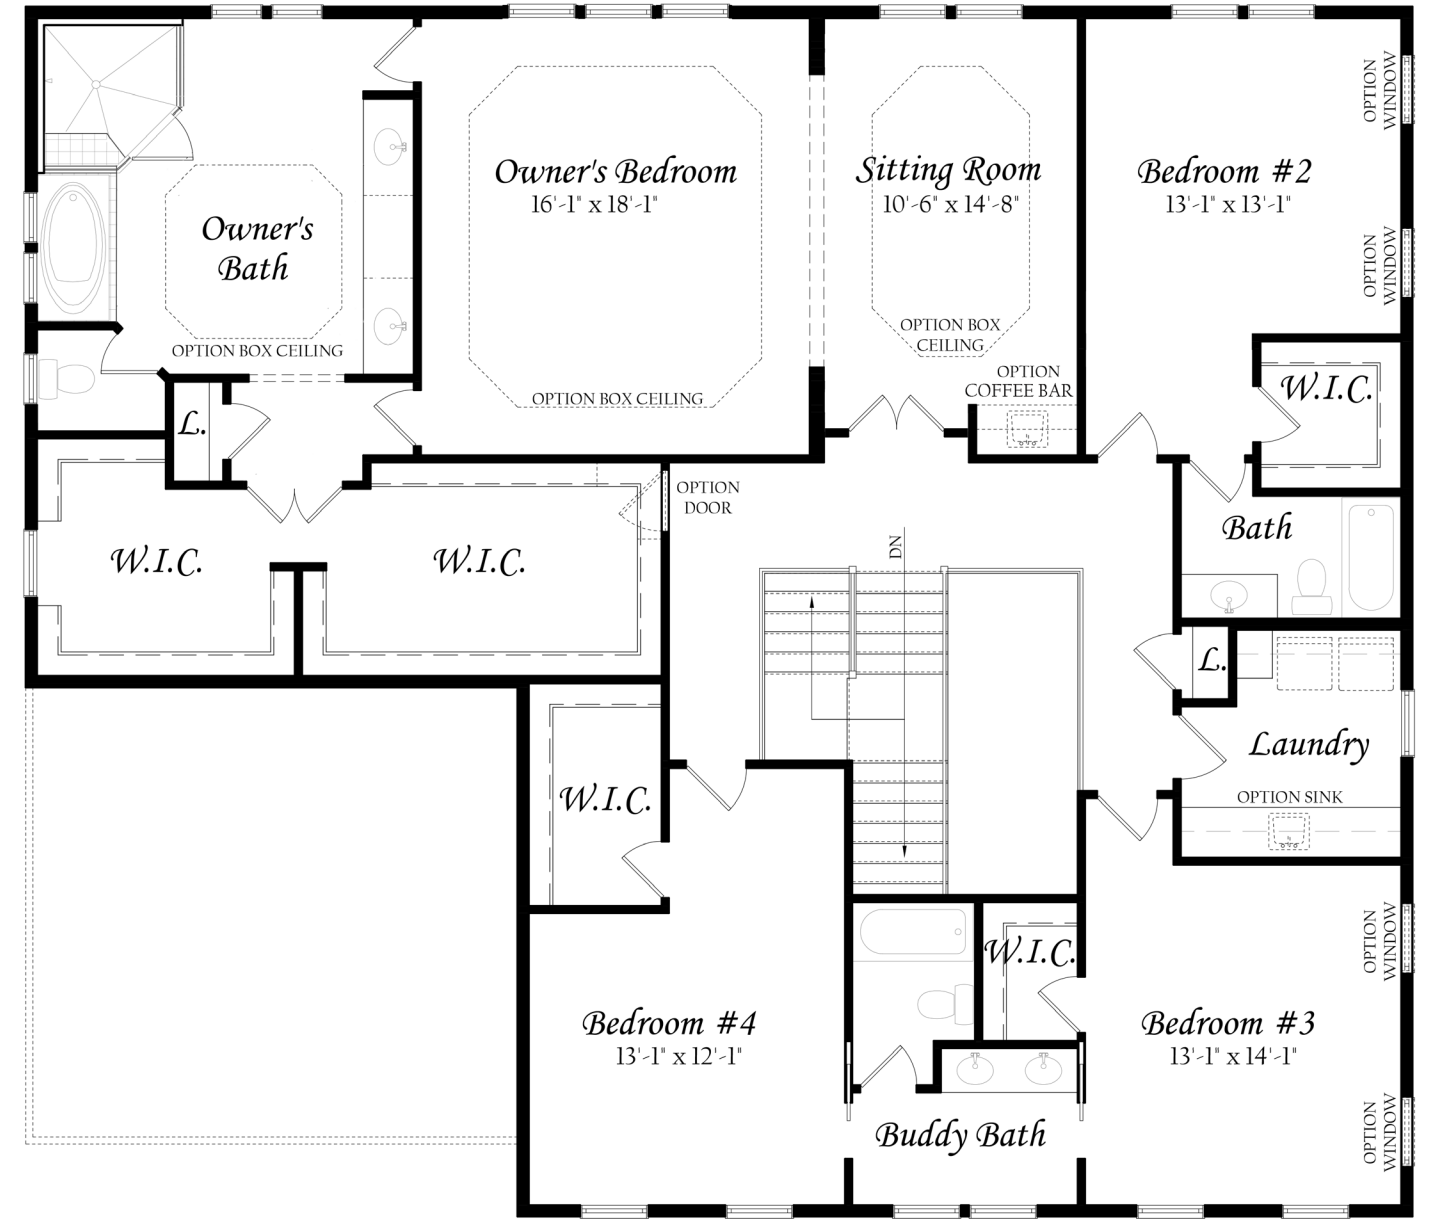 OPTION
WINDOW
Owner's Bedroom
16'-1" x 18'-1"
Sitting Room
10'-6" x 14'-8"
Bedroom #2
13'-1" x 13'-1"
Owner's
Bath
OPTION
WINDOW
OPTION BOX CEILING
OPTION BOX
CEILING
OPTION
COFFEE BAR
OPTION BOX CEILING
W.I.C.
L.
OPTION
DOOR
Bath
W.I.C.
W.I.C.
DN
L.
Laundry
W.I.C.
OPTION SINK
OPTION
WINDOW
W.I.C.
Bedroom #4
13'-1" x 12'-1"
Bedroom #3
13'-1" x 14'-1"
Buddy Bath
OPTION
WINDOW